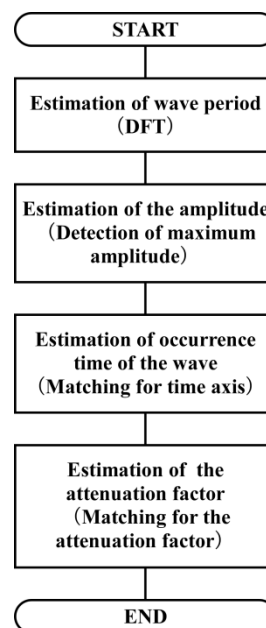 START
Estimation of wave period
（DFT）
Estimation of the amplitude
（Detection of maximum
amplitude）
Estimation of occurrence
time of the wave
（Matching for time axis）
Estimation of the
attenuation factor
（Matching for the
attenuation factor）
END